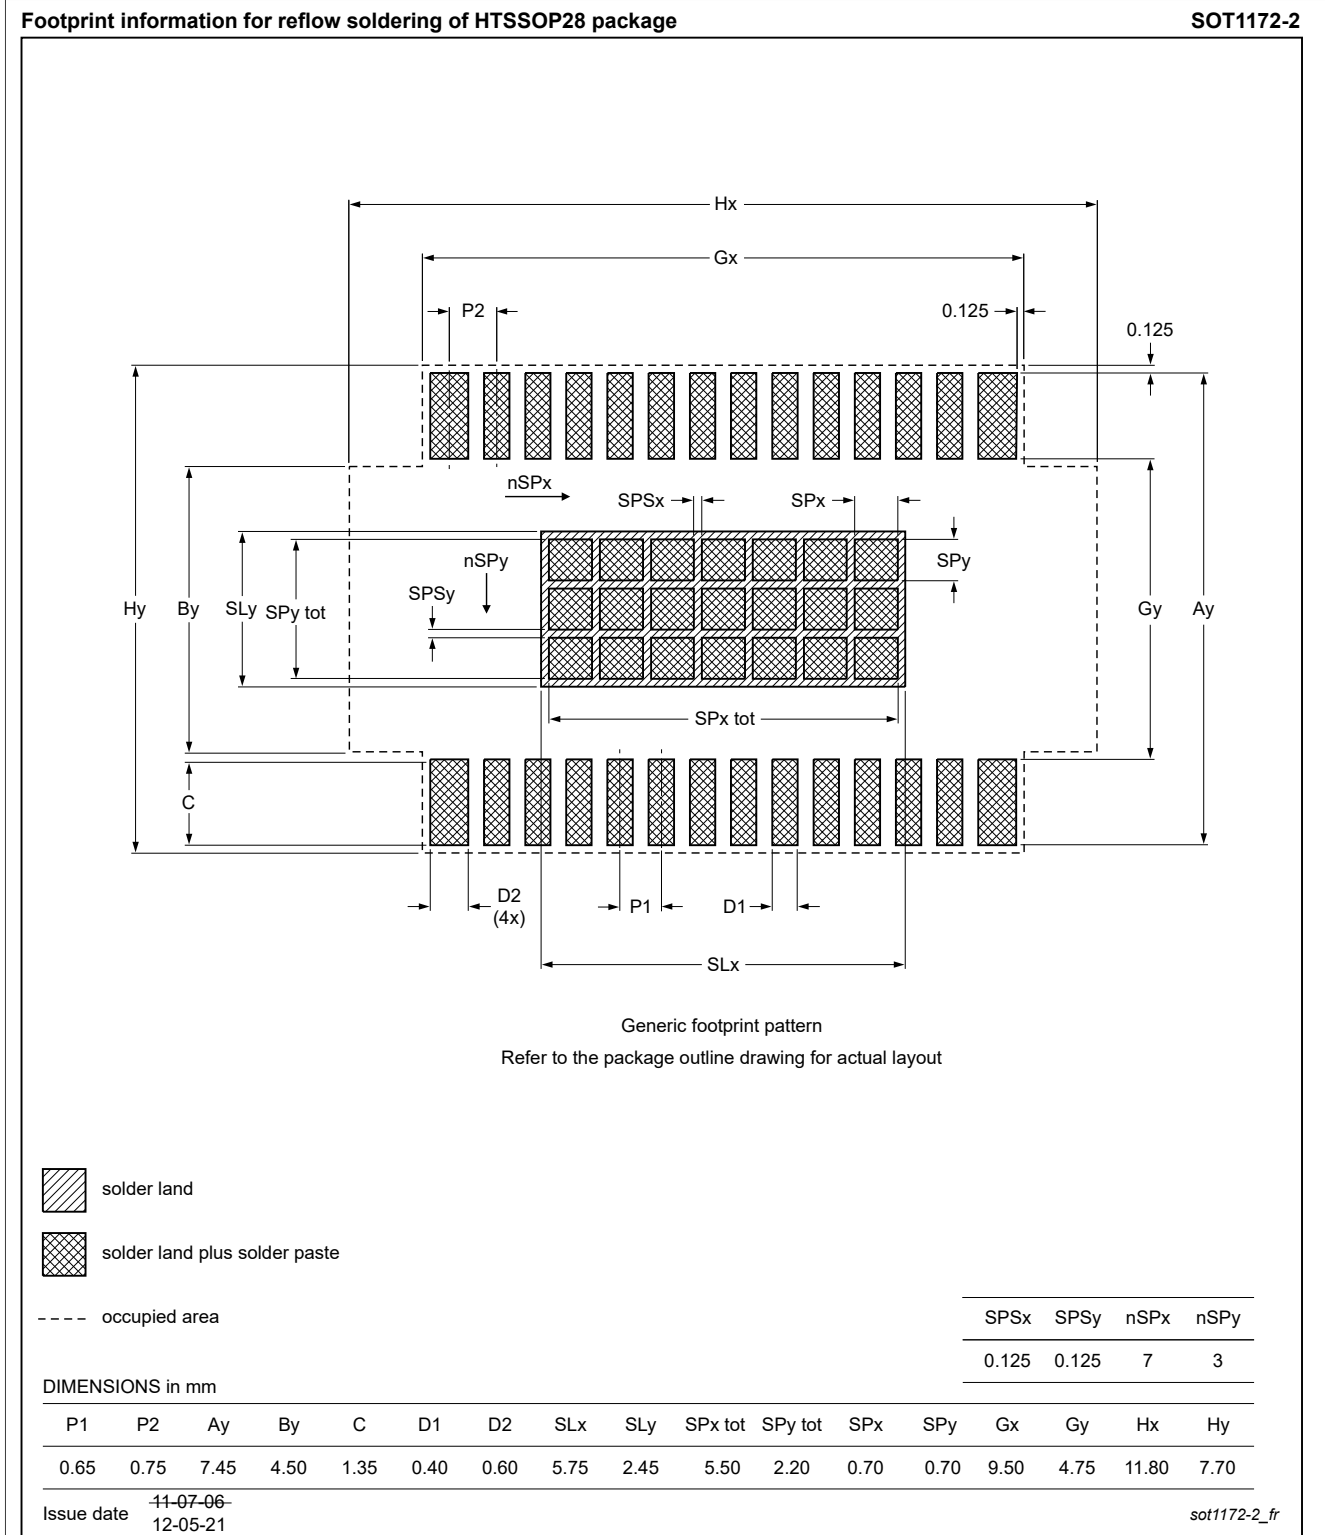 Footprint information for reflow soldering of HTSSOP28 package SOT1172-2
Hx
Gx
P2 0.125
0.125
nSPx
SPSx SPx
nSPy SPy
SPSy
Hy By SLy SPy tot Gy Ay
SPx tot
C
D2
(4x) P1 D1
SLx
Generic footprint pattern
Refer to the package outline drawing for actual layout
solder land
solder land plus solder paste
occupied area
SPSx SPSy nSPx nSPy
0.125 0.125 7 3
DIMENSIONS in mm
P1 P2 Ay By C D1 D2 SLx SLy SPx tot SPy tot SPx SPy Gx Gy Hx Hy
0.65 0.75 7.45 4.50 1.35 0.40 0.60 5.75 2.45 5.50 2.20 0.70 0.70 9.50 4.75 11.80 7.70
Issue date 11-07-06
12-05-21
sot1172-2_fr